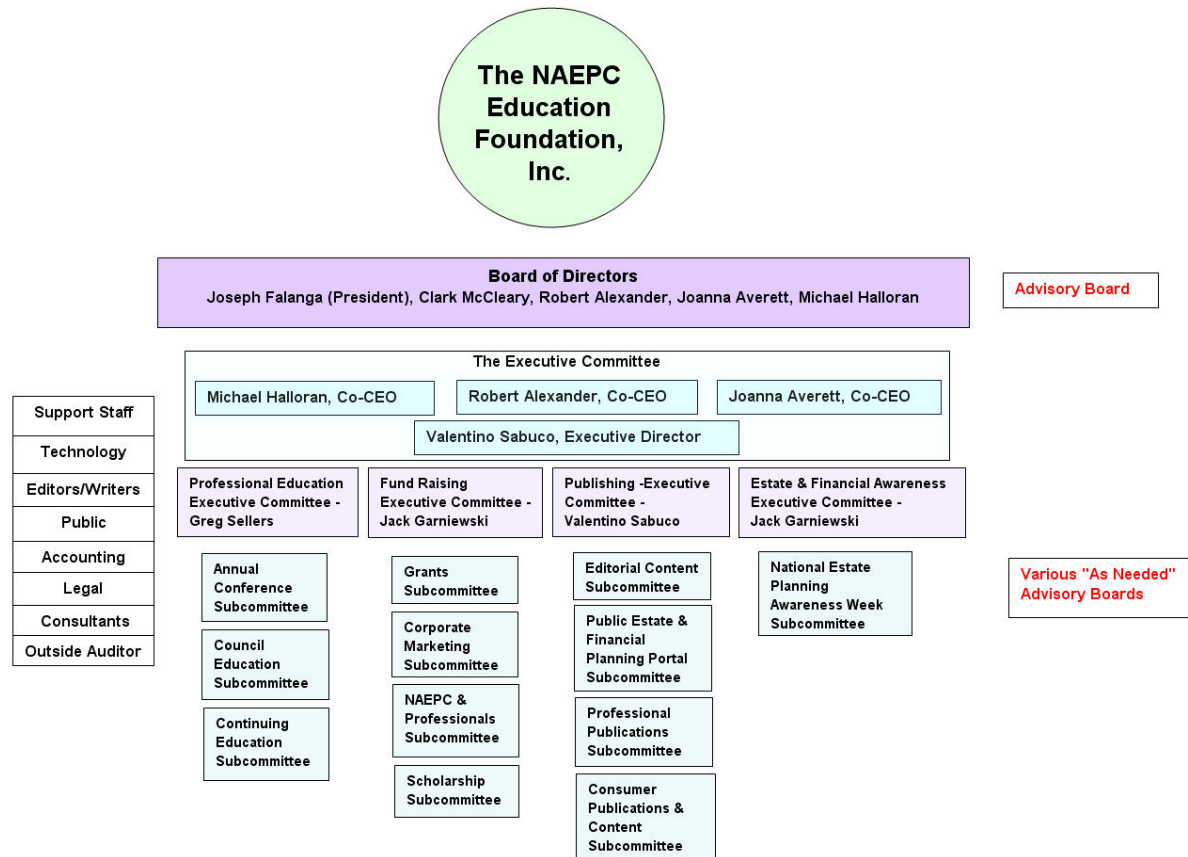 The NAEPC
Education
Foundation,
Inc.
Board of Directors
Joseph Falanga (President), Clark McCleary, Robert Alexander, Joanna Averett, Michael Halloran
Advisory Board
The Executive Committee
Michael Halloran, Co-CEO
Robert Alexander, Co-CEO
Joanna Averett, Co-CEO
Valentino Sabuco, Executive Director
Support Staff
Technology
Editors/Writers
Public
Accounting
Legal
Consultants
Outside Auditor
Professional Education
Executive Committee -
Greg Sellers
Annual
Conference
Subcommittee
Council
Education
Subcommittee
Continuing
Education
Subcommittee
Fund Raising
Executive Committee -
Jack Garniewski
Grants
Subcommittee
Corporate
Marketing
Subcommittee
NAEPC &
Professionals
Subcommittee
Scholarship
Subcommittee
Publishing -Executive
Committee -
Valentino Sabuco
Editorial Content
Subcommittee
Public Estate &
Financial
Planning Portal
Subcommittee
Professional
Publications
Subcommittee
Consumer
Publications &
Content
Subcommittee
Estate & Financial Awareness
Executive Committee -
Jack Garniewski
National Estate
Planning
Awareness Week
Subcommittee
Various "As Needed"
Advisory Boards